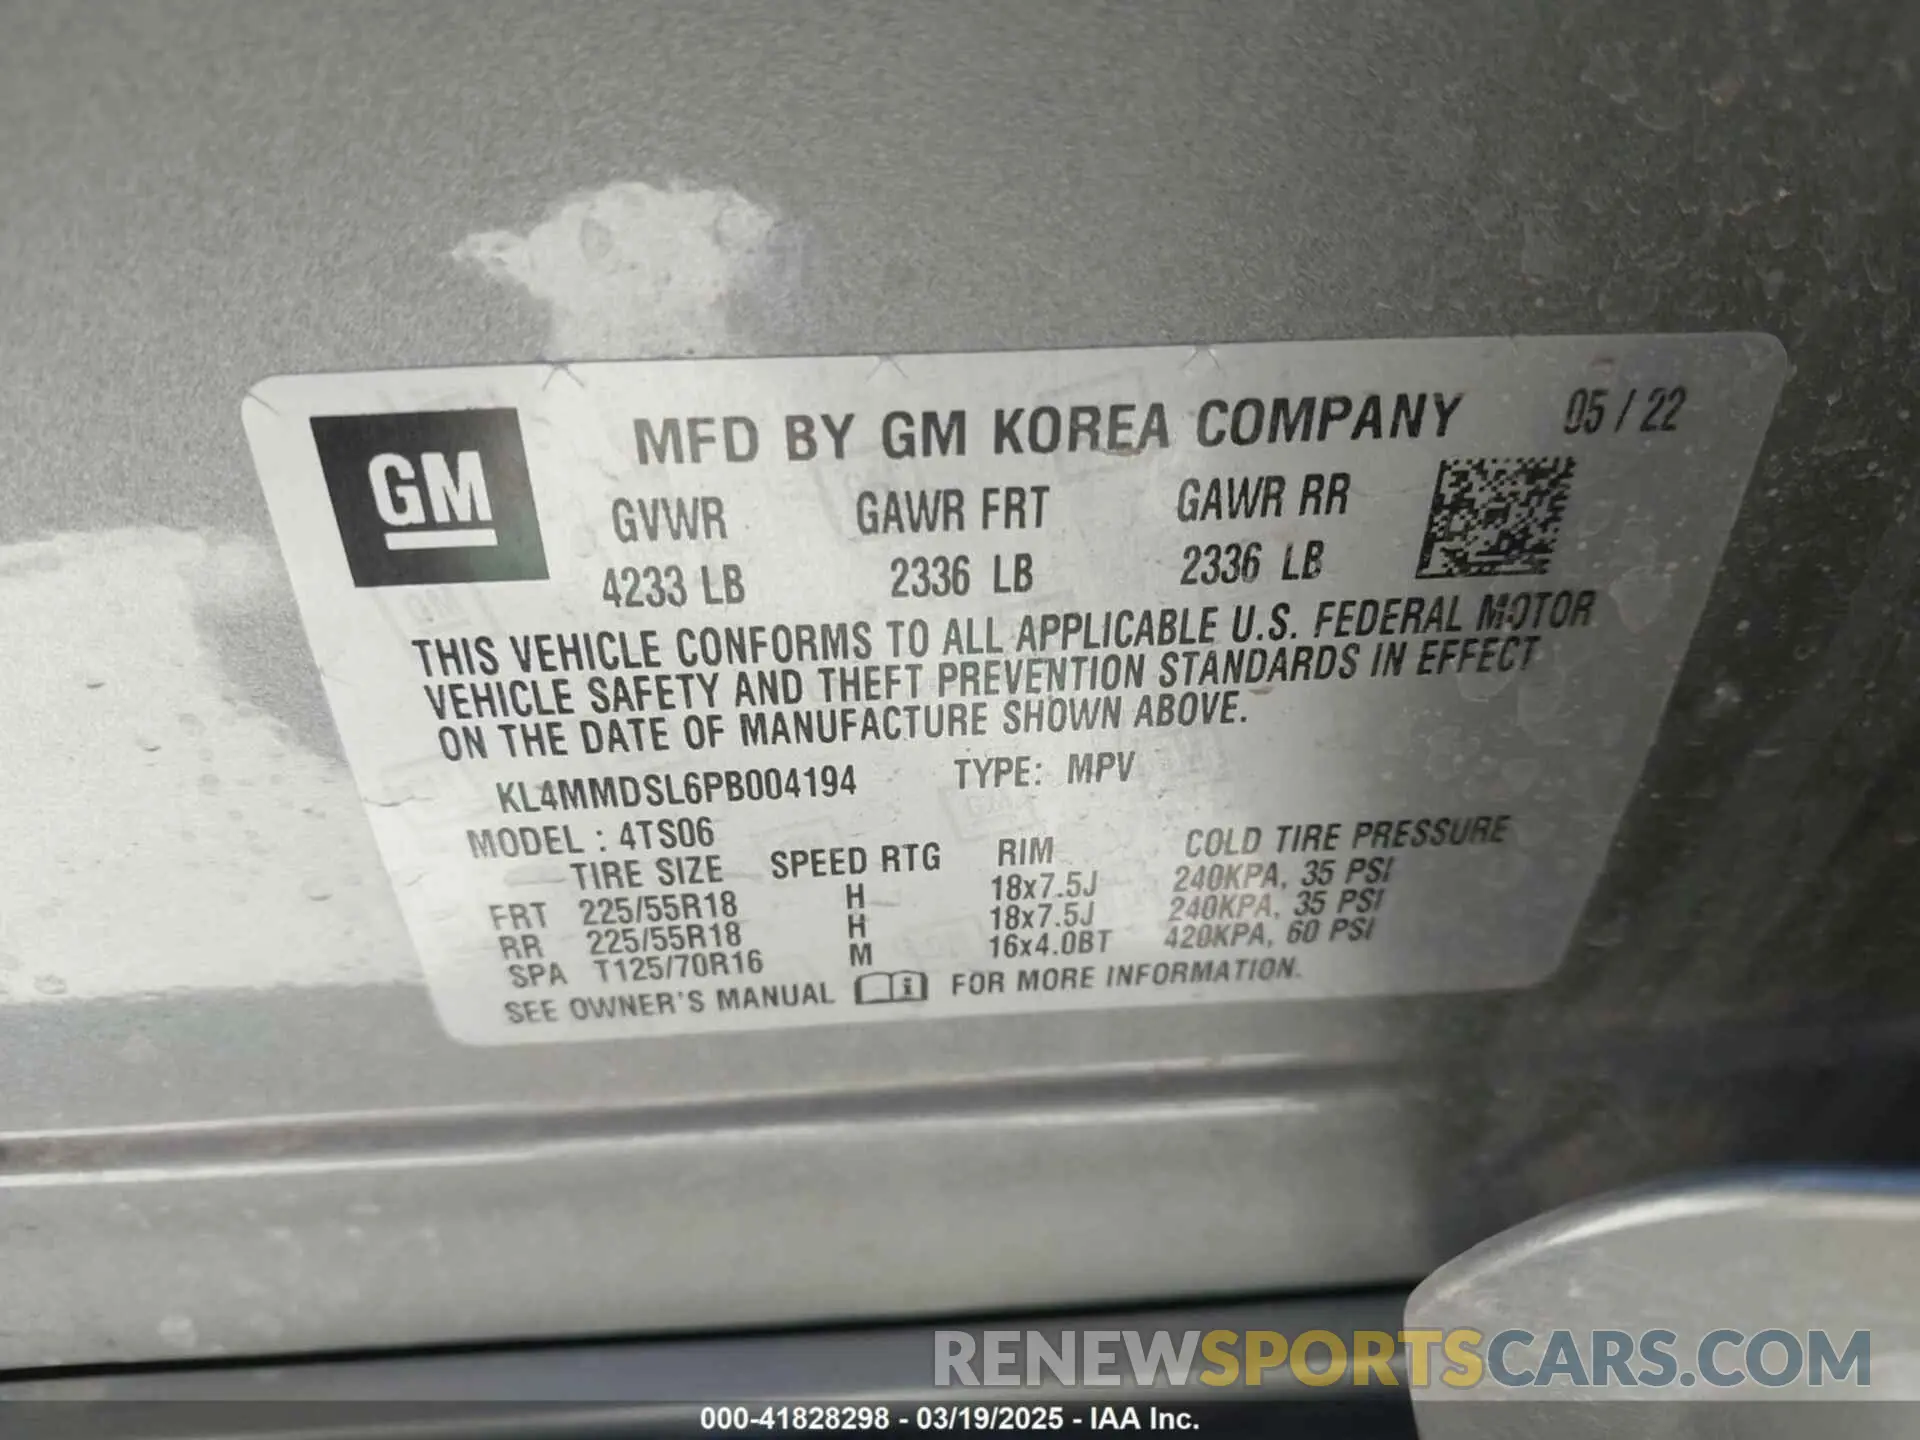 GM
MFD BY GM KOREA COMPANY 05 / 22
GVWR GAWR FRT GAWR RR
4233 LB 2336 LB 2336 LB
THIS VEHICLE CONFORMS TO ALL APPLICABLE U.S. FEDERAL MOTOR
VEHICLE SAFETY AND THEFT PREVENTION STANDARDS IN EFFECT
ON THE DATE OF MANUFACTURE SHOWN ABOVE.
KL4MMDSL6PB004194 TYPE: MPV
MODEL : 4TS06
TIRE SIZE SPEED RTG RIM COLD TIRE PRESSURE
FRT 225/55R18 H 18x7.5J 240KPA, 35 PSI
RR 225/55R18 H 18x7.5J 240KPA, 35 PSI
SPA T125/70R16 M 16x4.0BT 420KPA, 60 PSI
SEE OWNER'S MANUAL i FOR MORE INFORMATION.
RENEWSPORTSCARS.COM
000-41828298 - 03/19/2025 - IAA Inc.